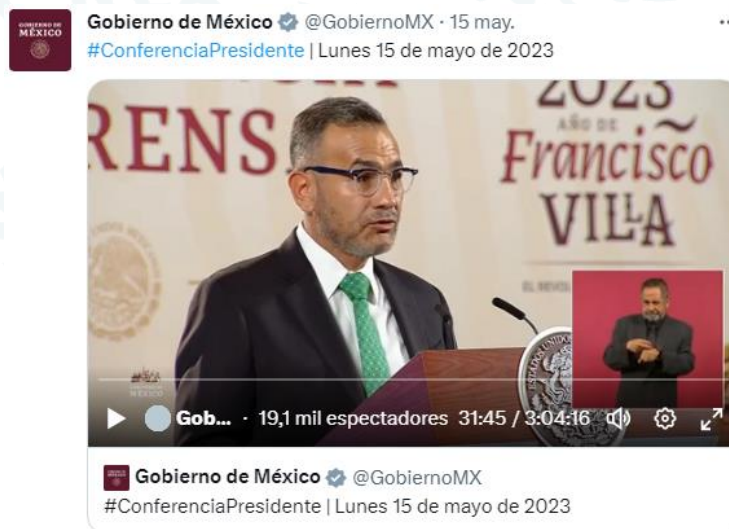 GOBIERNO DE
MÉXICO
Gobierno de México @GobiernoMX · 15 may.
#ConferenciaPresidente | Lunes 15 de mayo de 2023
RENS
2023
AÑO DE
Francisco
VILLA
Gob... · 19,1 mil espectadores 31:45 / 3:04:16
Gobierno de México @GobiernoMX
#ConferenciaPresidente | Lunes 15 de mayo de 2023